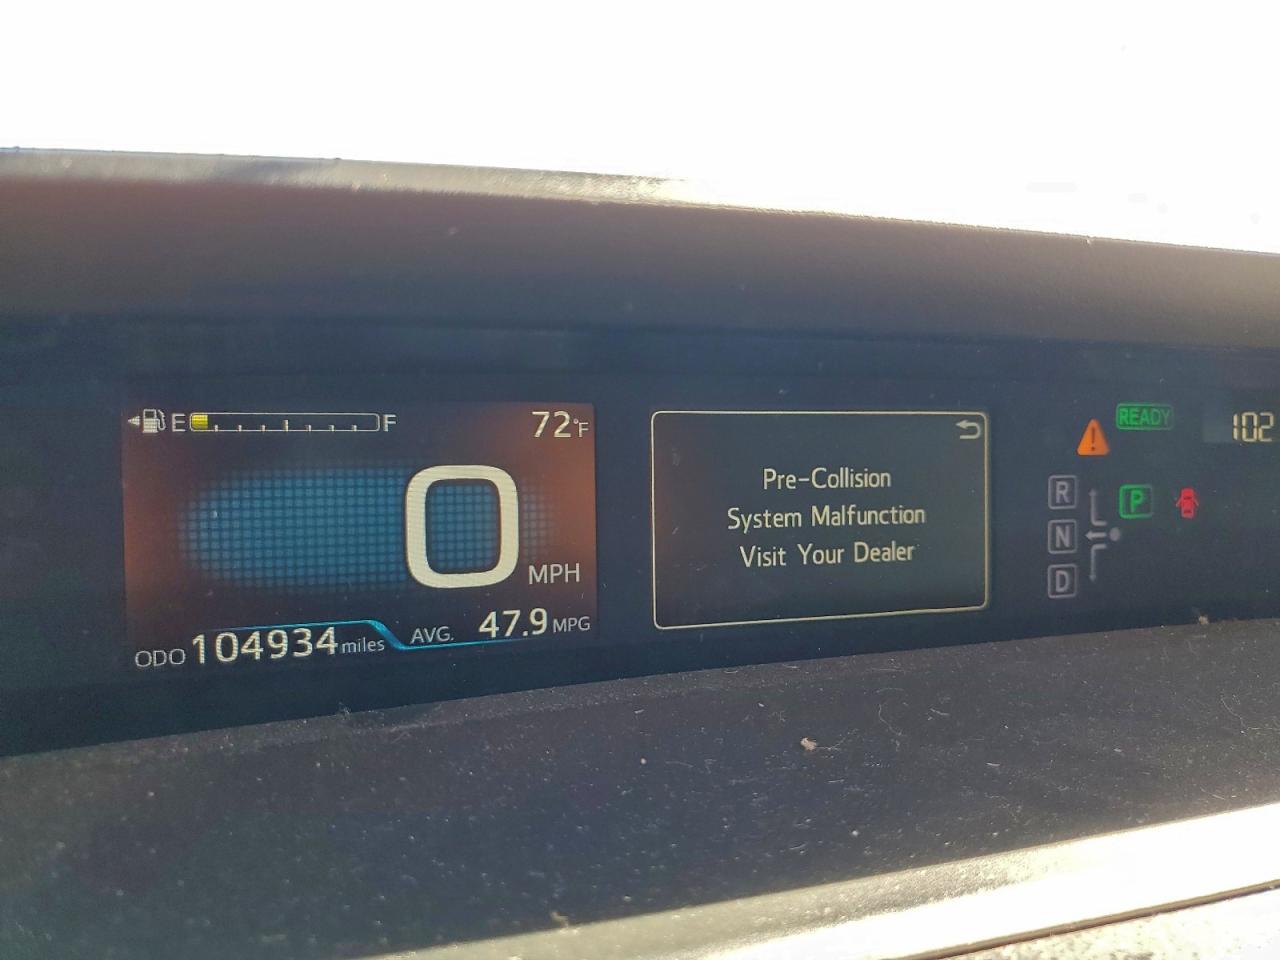 E F 72°F
0 MPH
ODO 104934 miles AVG. 47.9 MPG
Pre-Collision
System Malfunction
Visit Your Dealer
! READY 102
R
P
N
D